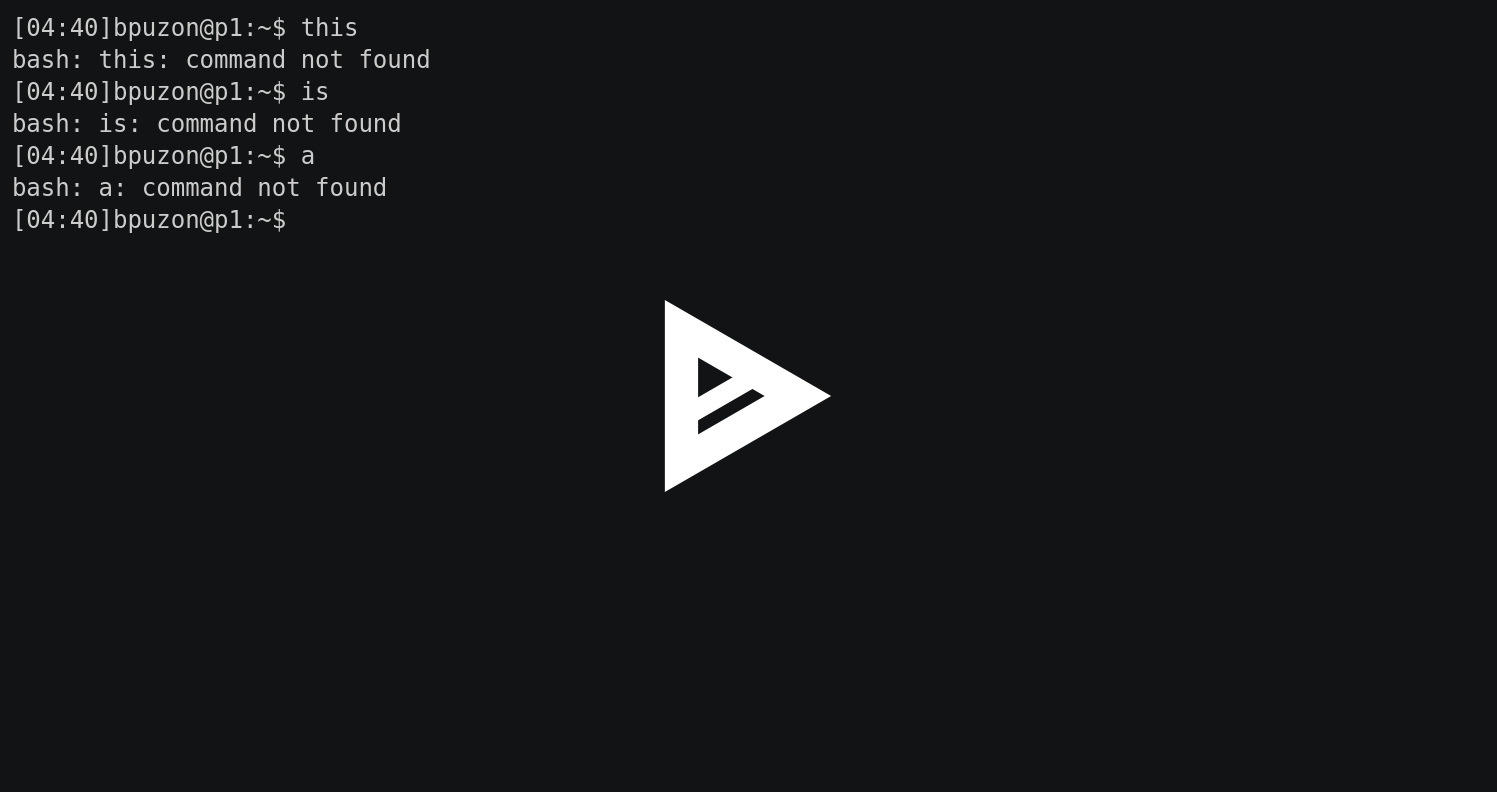 [04:40]bpuzon@p1:~$ this
bash: this: command not found
[04:40]bpuzon@p1:~$ is
bash: is: command not found
[04:40]bpuzon@p1:~$ a
bash: a: command not found
[04:40]bpuzon@p1:~$